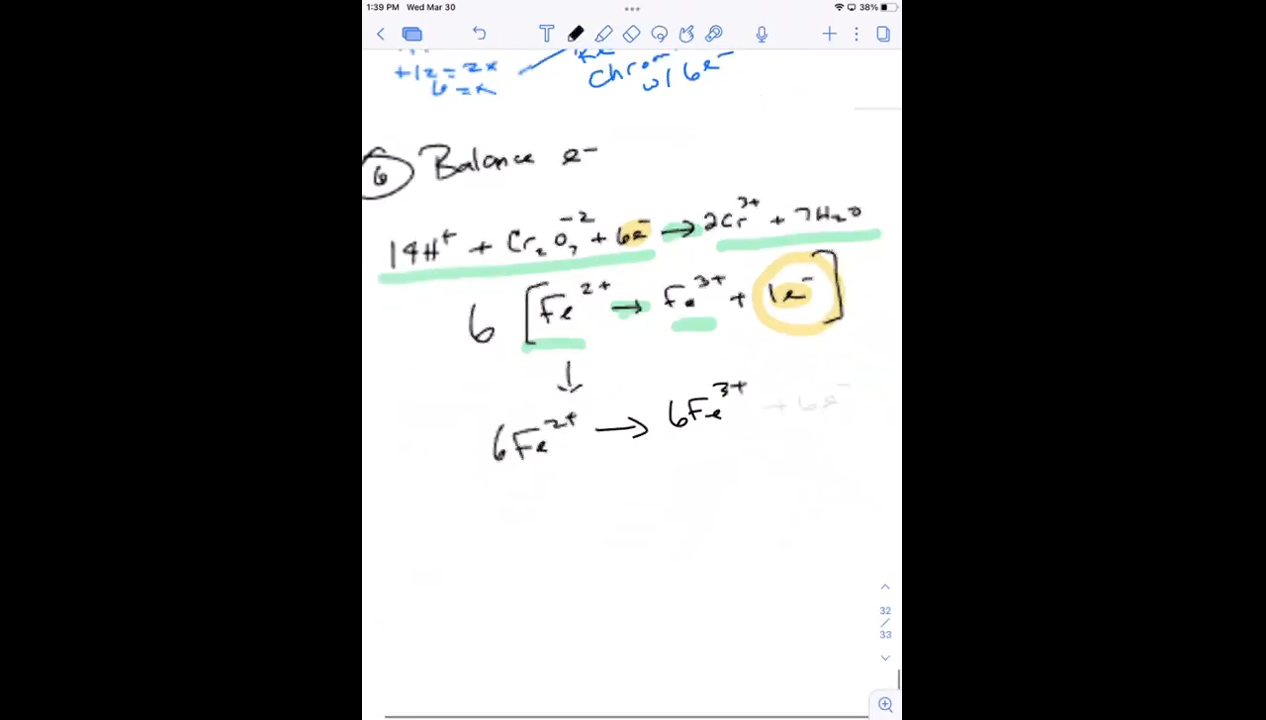 1:39 PM Wed Mar 30
38%
+12 = 2x
6 = x
Chrom
w/ 6e⁻
6 Balance e⁻
14H⁺ + Cr₂O₇⁻² + 6e⁻ → 2Cr³⁺ + 7H₂O
6 [Fe²⁺ → Fe³⁺ + 1e⁻]
↓
6Fe²⁺ → 6Fe³⁺ + 6e⁻
32
/
33